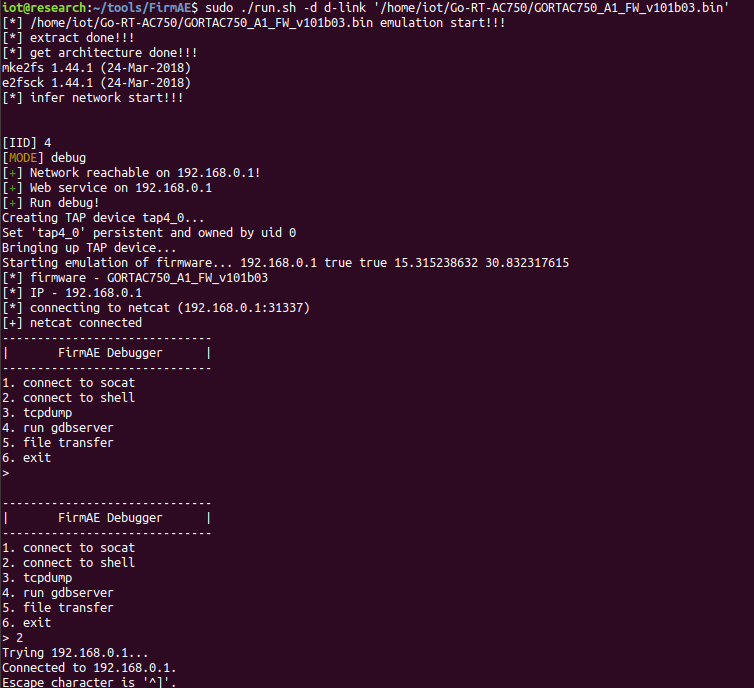 iot@research:~/tools/FirmAE$ sudo ./run.sh -d d-link '/home/iot/Go-RT-AC750/GORTAC750_A1_FW_v101b03.bin'
[*] /home/iot/Go-RT-AC750/GORTAC750_A1_FW_v101b03.bin emulation start!!!
[*] extract done!!!
[*] get architecture done!!!
mke2fs 1.44.1 (24-Mar-2018)
e2fsck 1.44.1 (24-Mar-2018)
[*] infer network start!!!
[IID] 4
[MODE] debug
[+] Network reachable on 192.168.0.1!
[+] Web service on 192.168.0.1
[+] Run debug!
Creating TAP device tap4_0...
Set 'tap4_0' persistent and owned by uid 0
Bringing up TAP device...
Starting emulation of firmware... 192.168.0.1 true true 15.315238632 30.832317615
[*] firmware - GORTAC750_A1_FW_v101b03
[*] IP - 192.168.0.1
[*] connecting to netcat (192.168.0.1:31337)
[+] netcat connected
------------------------------
|       FirmAE Debugger      |
------------------------------
1. connect to socat
2. connect to shell
3. tcpdump
4. run gdbserver
5. file transfer
6. exit
>
------------------------------
|       FirmAE Debugger      |
------------------------------
1. connect to socat
2. connect to shell
3. tcpdump
4. run gdbserver
5. file transfer
6. exit
> 2
Trying 192.168.0.1...
Connected to 192.168.0.1.
Escape character is '^]'.